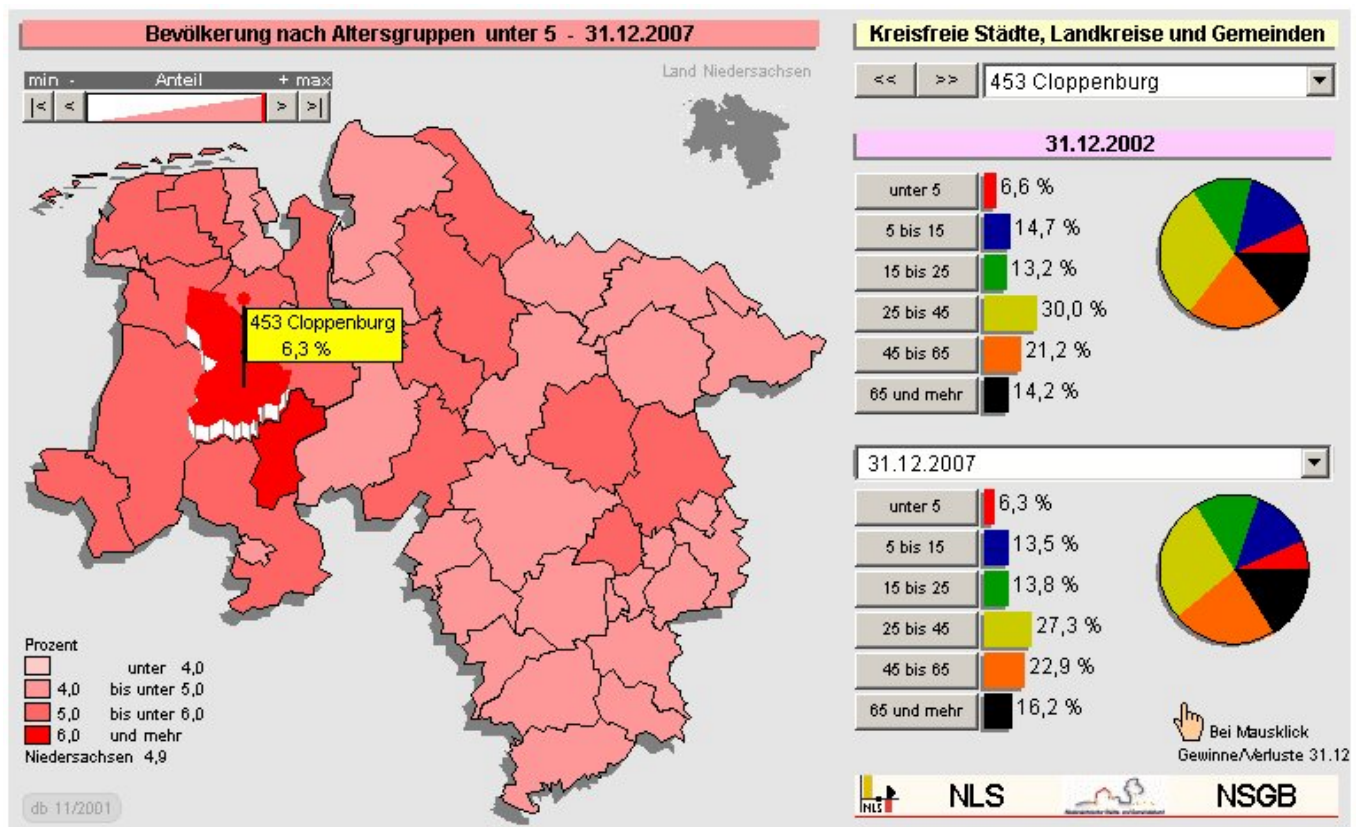 Bevölkerung nach Altersgruppen unter 5 - 31.12.2007
min - Anteil + max
|< < > >|
Land Niedersachsen
453 Cloppenburg
6,3 %
Prozent
unter 4,0
4,0 bis unter 5,0
5,0 bis unter 6,0
6,0 und mehr
Niedersachsen 4,9
db 11/2001
Kreisfreie Städte, Landkreise und Gemeinden
<< >> 453 Cloppenburg
31.12.2002
unter 5 6,6 %
5 bis 15 14,7 %
15 bis 25 13,2 %
25 bis 45 30,0 %
45 bis 65 21,2 %
65 und mehr 14,2 %
31.12.2007
unter 5 6,3 %
5 bis 15 13,5 %
15 bis 25 13,8 %
25 bis 45 27,3 %
45 bis 65 22,9 %
65 und mehr 16,2 %
Bei Mausklick
Gewinne/Verluste 31.12
NLS NLS NSGB